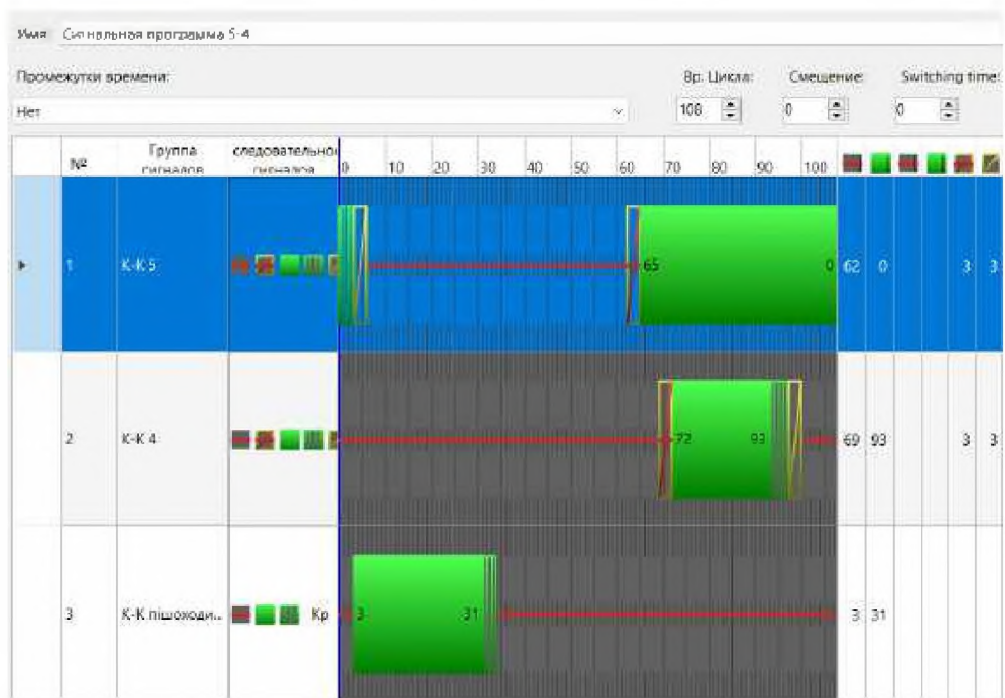 Имя Сигнальная программа 5-4
Промежутки времени: Вр. Цикла: Смещение: Switching time:
Нет 108 0 0
№ Группа сигналов следовательнос сигналов 0 10 20 30 40 50 60 70 80 90 100
1 К-К 5 65 0 62 0 3 3
2 К-К 4 72 93 69 93 3 3
3 К-К пішоходи... Кр 3 31 3 31